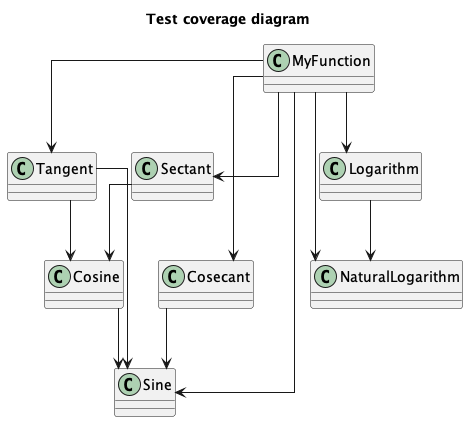 Test coverage diagram
C MyFunction
C Tangent
C Sectant
C Logarithm
C Cosine
C Cosecant
C NaturalLogarithm
C Sine